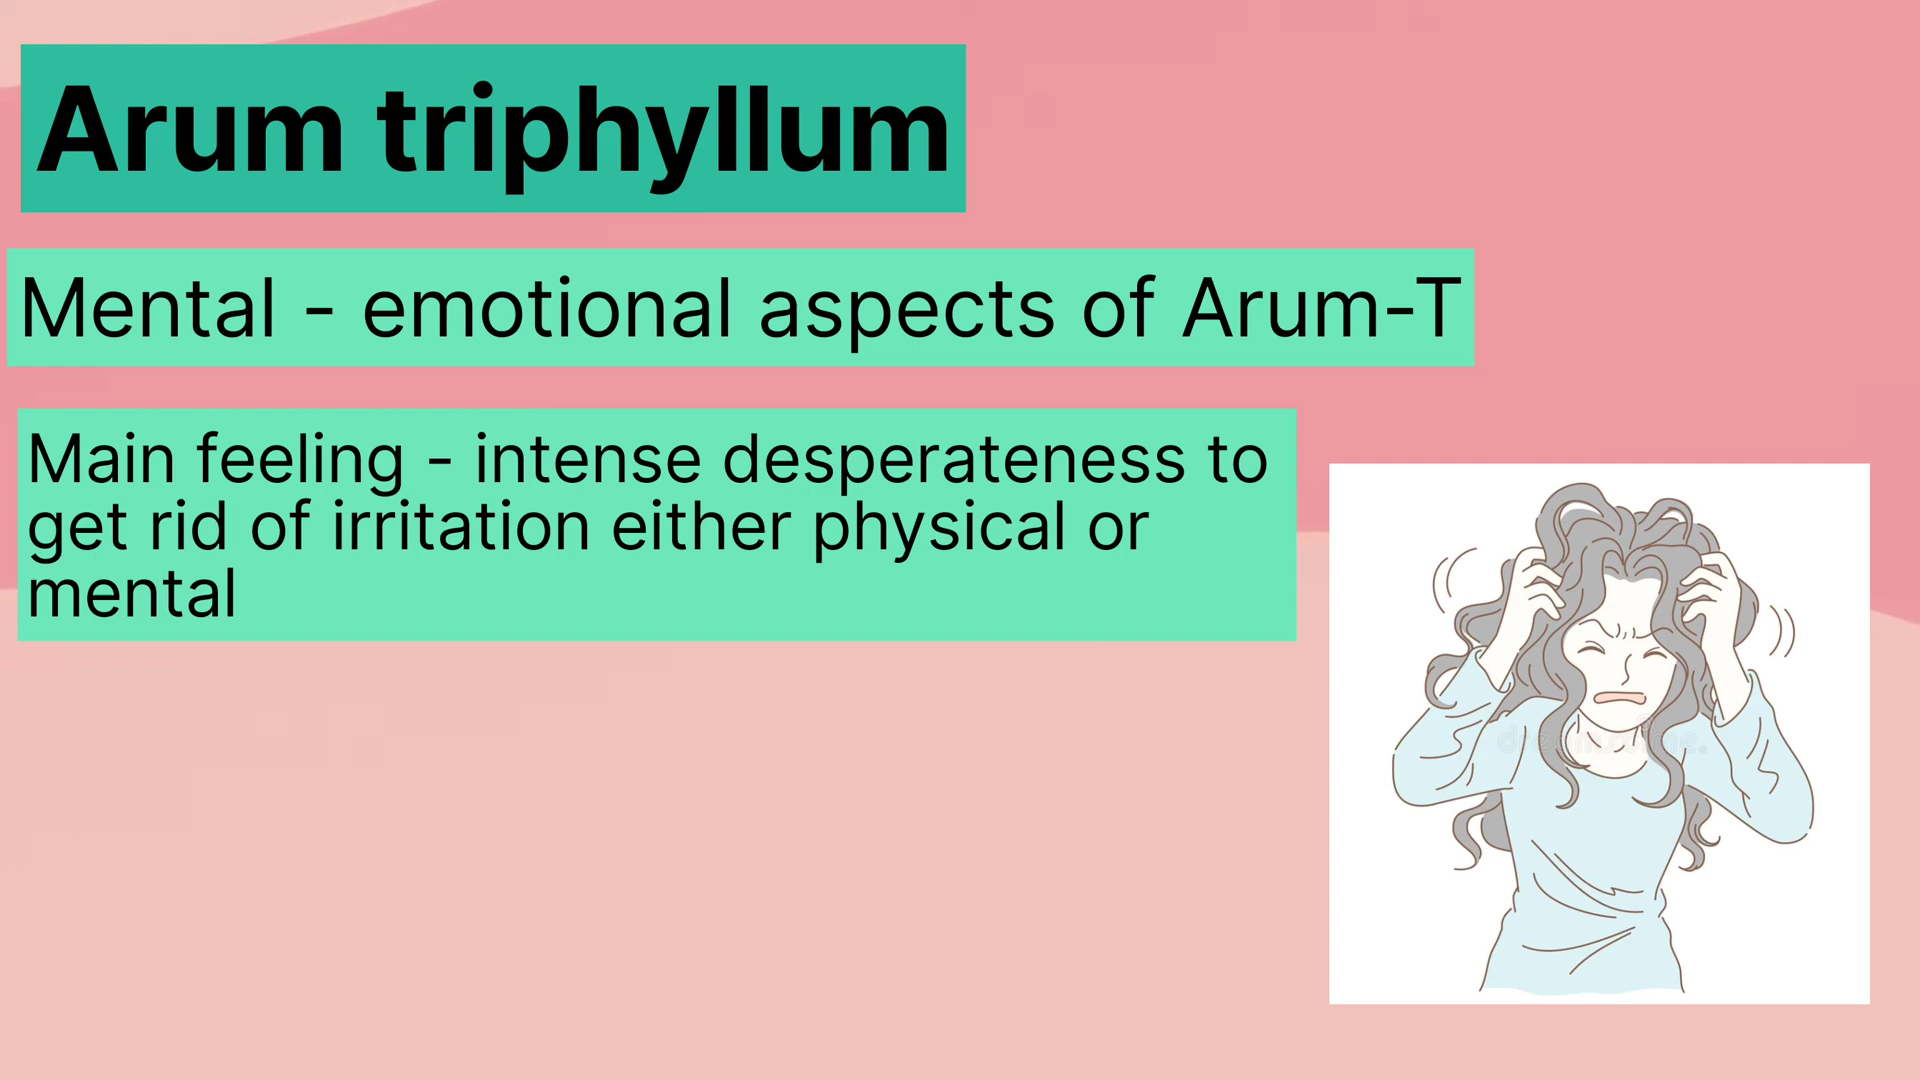 Arum triphyllum
Mental - emotional aspects of Arum-T
Main feeling - intense desperateness to
get rid of irritation either physical or
mental